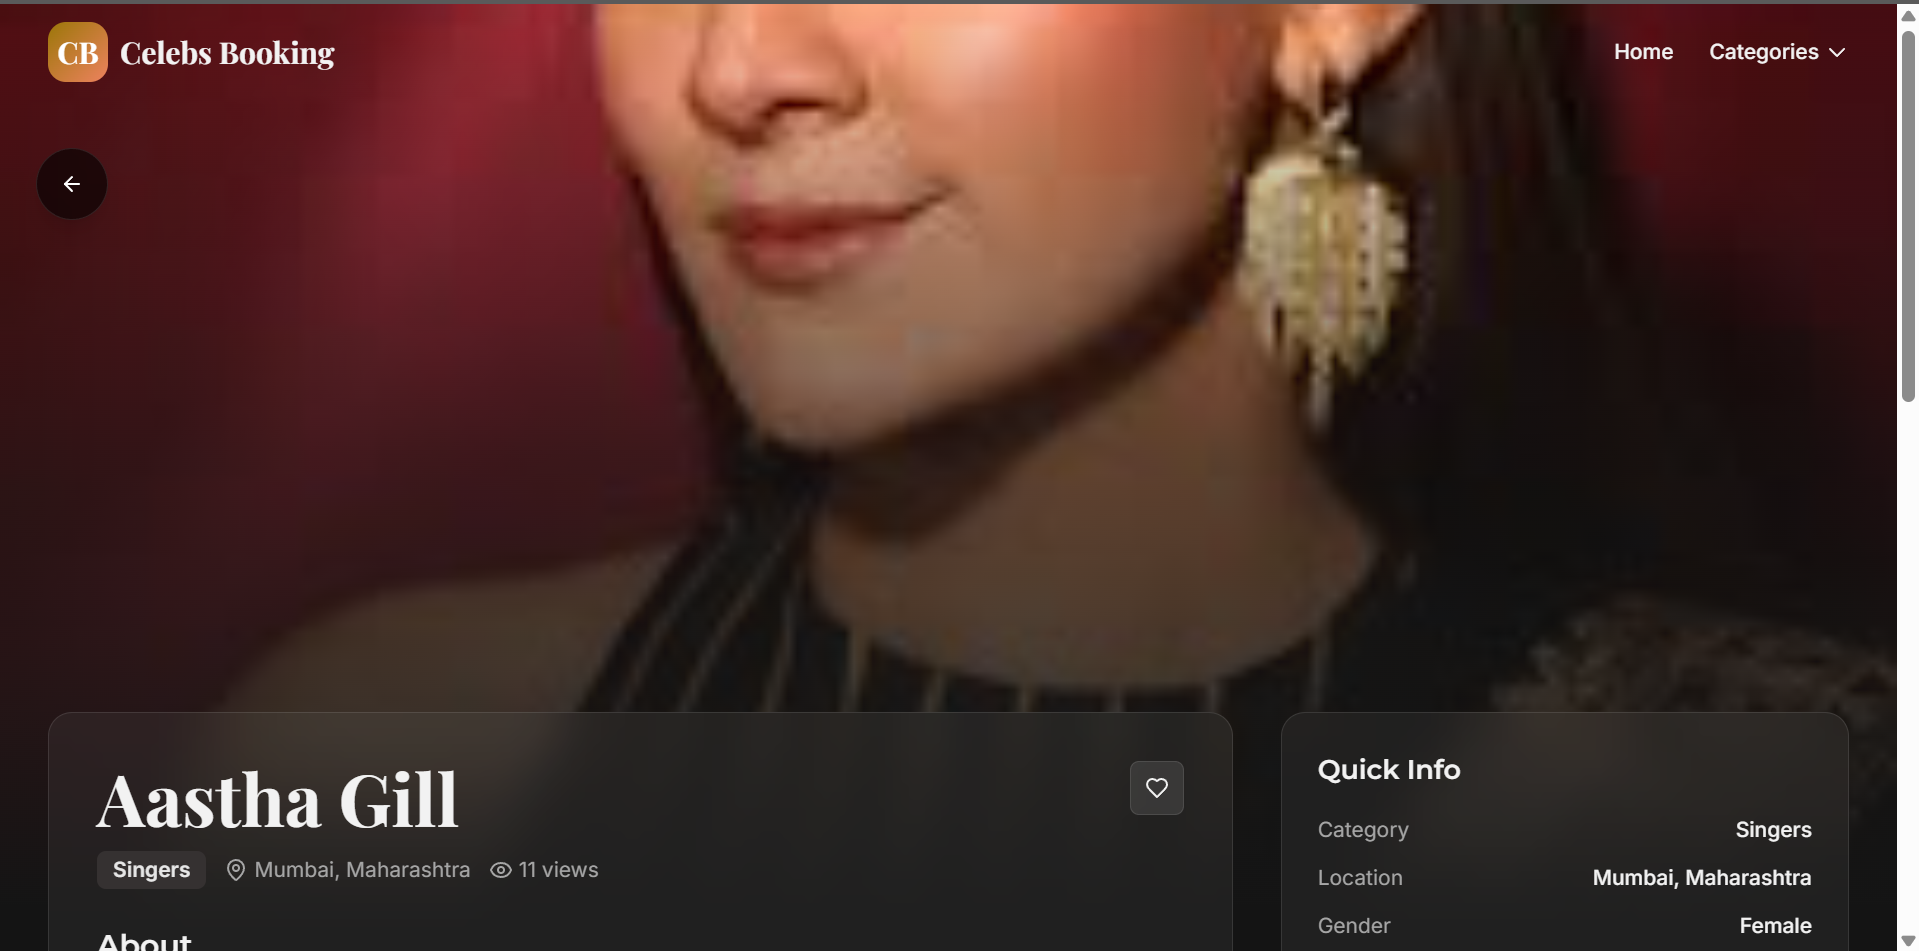 CB Celebs Booking
Home Categories
Aastha Gill
Singers Mumbai, Maharashtra 11 views
About
Quick Info
Category Singers
Location Mumbai, Maharashtra
Gender Female